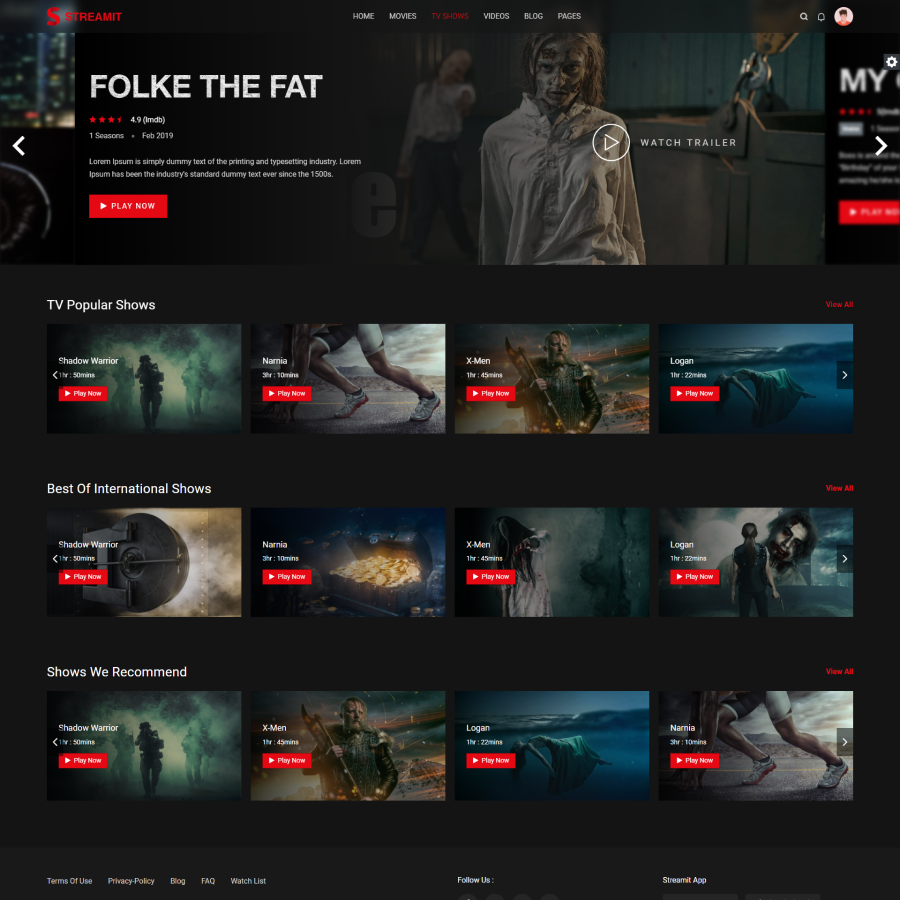 STREAMIT
HOME MOVIES TV SHOWS VIDEOS BLOG PAGES
FOLKE THE FAT
4.9 (Imdb)
1 Seasons • Feb 2019
Lorem Ipsum is simply dummy text of the printing and typesetting industry. Lorem
Ipsum has been the industry's standard dummy text ever since the 1500s.
PLAY NOW
e
WATCH TRAILER
MY
PLAY NO
TV Popular Shows
View All
Shadow Warrior
1hr : 50mins
Play Now
Narnia
3hr : 10mins
Play Now
X-Men
1hr : 45mins
Play Now
Logan
1hr : 22mins
Play Now
Best Of International Shows
View All
Shadow Warrior
1hr : 50mins
Play Now
Narnia
3hr : 10mins
Play Now
X-Men
1hr : 45mins
Play Now
Logan
1hr : 22mins
Play Now
Shows We Recommend
View All
Shadow Warrior
1hr : 50mins
Play Now
X-Men
1hr : 45mins
Play Now
Logan
1hr : 22mins
Play Now
Narnia
3hr : 10mins
Play Now
Terms Of Use Privacy-Policy Blog FAQ Watch List
Follow Us :
Streamit App